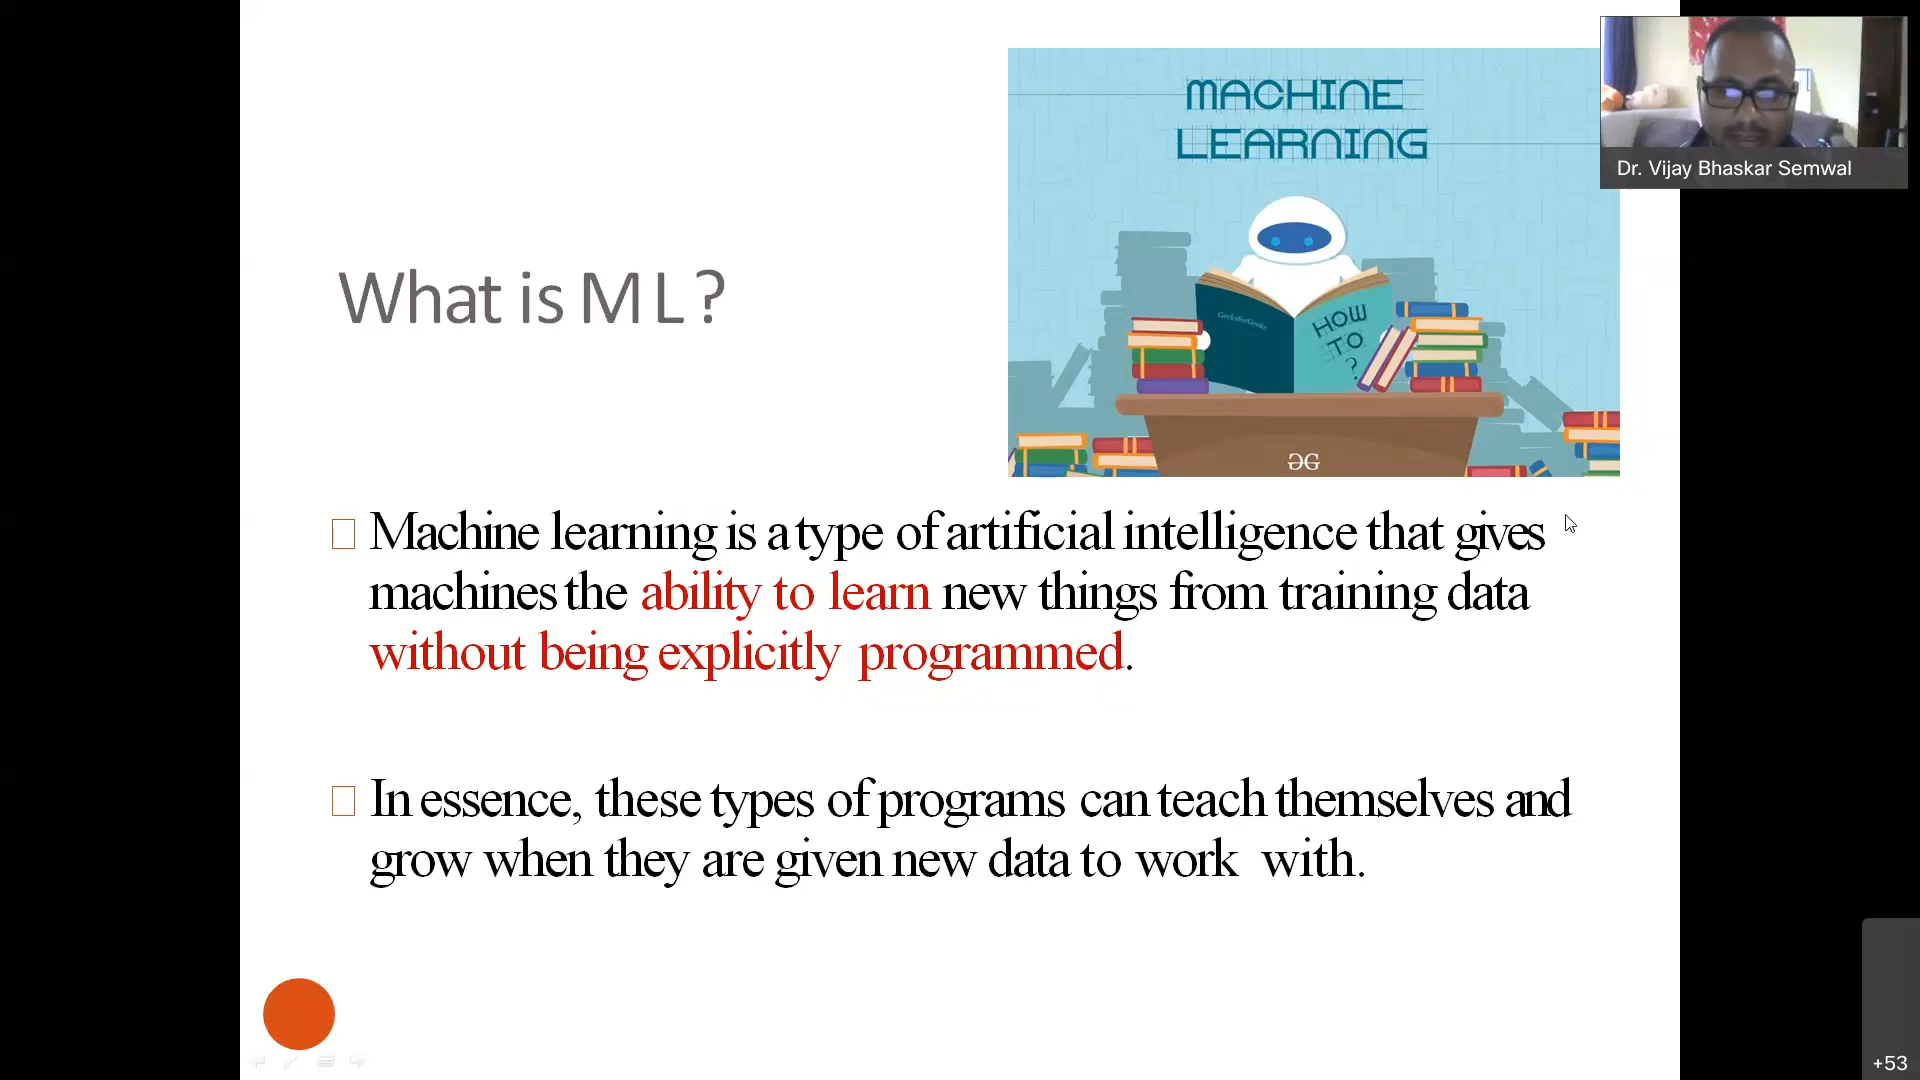 MACHINE
LEARNING
Dr. Vijay Bhaskar Semwal
What is ML?
GeeksforGeeks
HOW
TO
?
GG
Machine learning is a type of artificial intelligence that gives
machines the ability to learn new things from training data
without being explicitly programmed.
In essence, these types of programs can teach themselves and
grow when they are given new data to work with.
+53